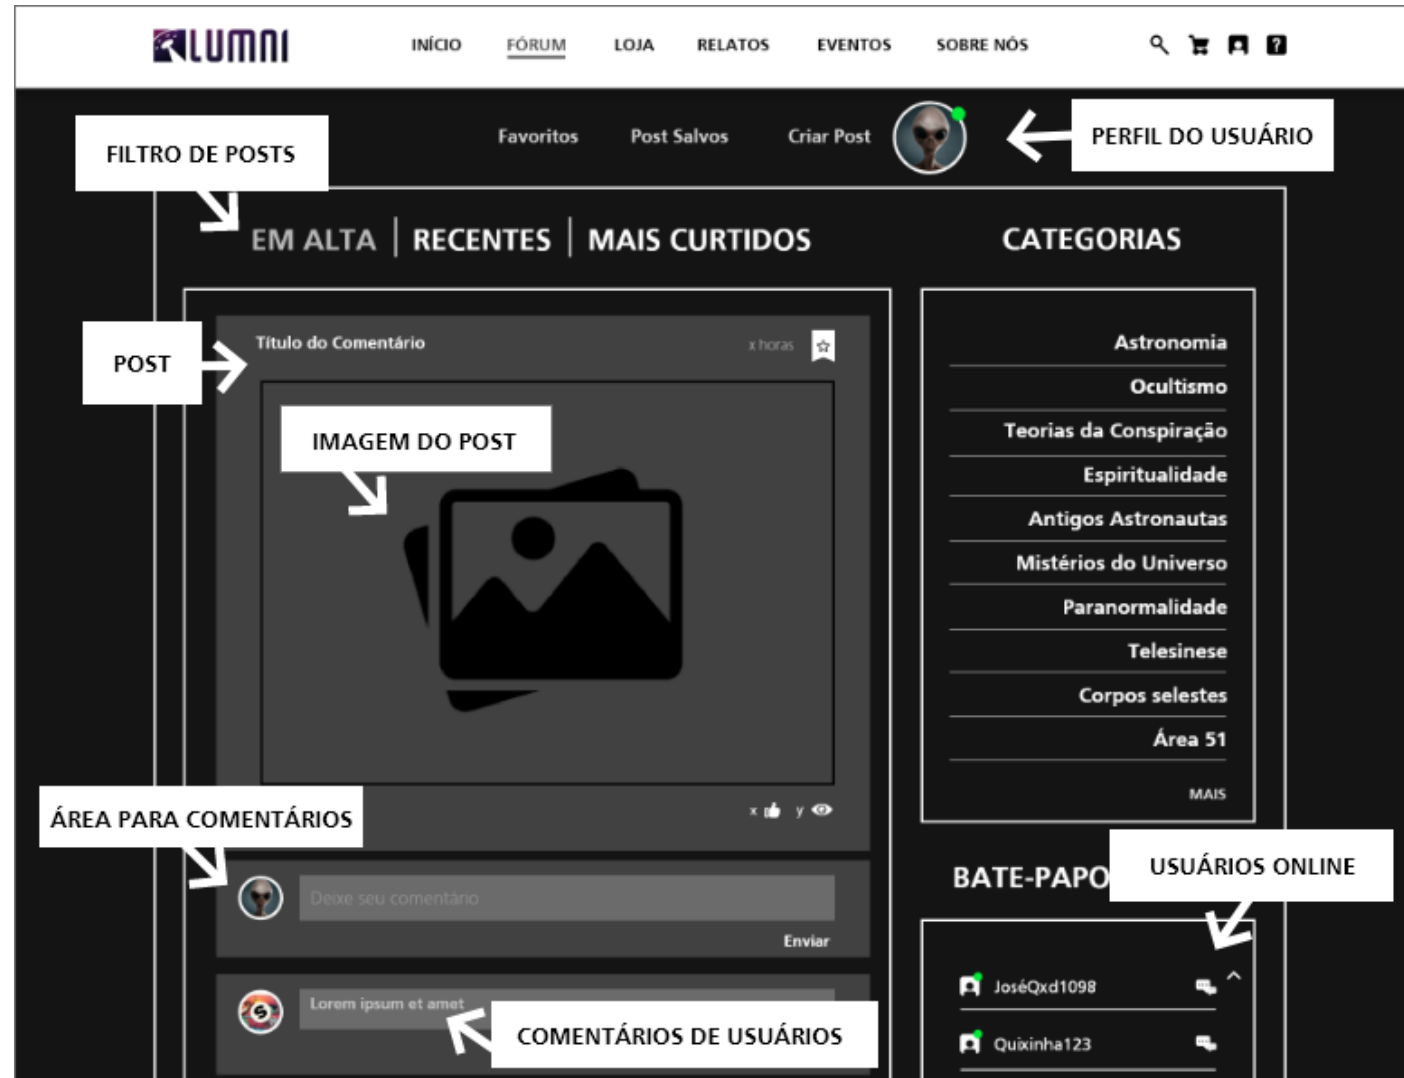 LUMNI
INÍCIO FÓRUM LOJA RELATOS EVENTOS SOBRE NÓS ?
Favoritos Post Salvos Criar Post
PERFIL DO USUÁRIO
FILTRO DE POSTS
EM ALTA | RECENTES | MAIS CURTIDOS
CATEGORIAS
POST
Título do Comentário x horas
IMAGEM DO POST
Astronomia
Ocultismo
Teorias da Conspiração
Espiritualidade
Antigos Astronautas
Mistérios do Universo
Paranormalidade
Telesinese
Corpos selestes
Área 51
MAIS
x y
ÁREA PARA COMENTÁRIOS
Deixe seu comentário
Enviar
Lorem ipsum et amet
COMENTÁRIOS DE USUÁRIOS
BATE-PAPO
USUÁRIOS ONLINE
JoséQxd1098
Quixinha123